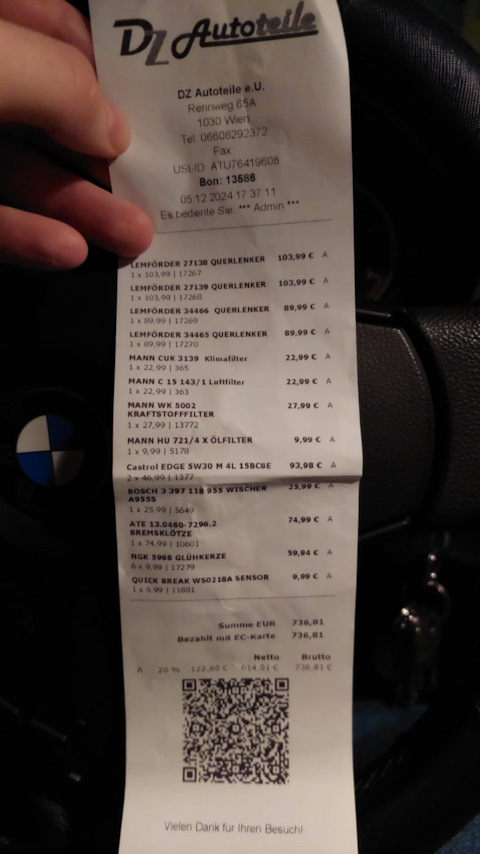 DZ Autoteile
DZ Autoteile e.U.
Rennweg 65A
1030 Wien
Tel. 06606292372
Fax:
USt-ID ATU76419608
Bon: 13586
05.12.2024 17:37:11
Es bediente Sie: *** Admin ***
LEMFÖRDER 27138 QUERLENKER 103,99 € A
1 x 103,99 | 17267
LEMFÖRDER 27139 QUERLENKER 103,99 € A
1 x 103,99 | 17268
LEMFÖRDER 34466 QUERLENKER 89,99 € A
1 x 89,99 | 17269
LEMFÖRDER 34465 QUERLENKER 89,99 € A
1 x 89,99 | 17270
MANN CUK 3139 Klimafilter 22,99 € A
1 x 22,99 | 365
MANN C 15 143/1 Luftfilter 22,99 € A
1 x 22,99 | 363
MANN WK 5002 27,99 € A
KRAFTSTOFFFILTER
1 x 27,99 | 13772
MANN HU 721/4 X ÖLFILTER 9,99 € A
1 x 9,99 | 5178
Castrol EDGE 5W30 M 4L 15BC8E 93,98 € A
2 x 46,99 | 1377
BOSCH 3 397 118 955 WISCHER 25,99 € A
A955S
1 x 25,99 | 5649
ATE 13.0460-7296.2 74,99 € A
BREMSKLÖTZE
1 x 74,99 | 10601
NGK 5968 GLÜHKERZE 59,94 € A
6 x 9,99 | 17279
QUICK BREAK WS0218A SENSOR 9,99 € A
1 x 9,99 | 11881
Summe EUR 736,81
Bezahlt mit EC-Karte 736,81
Netto Brutto
A 20 % 122,80 € 614,01 € 736,81 €
Vielen Dank für Ihren Besuch!